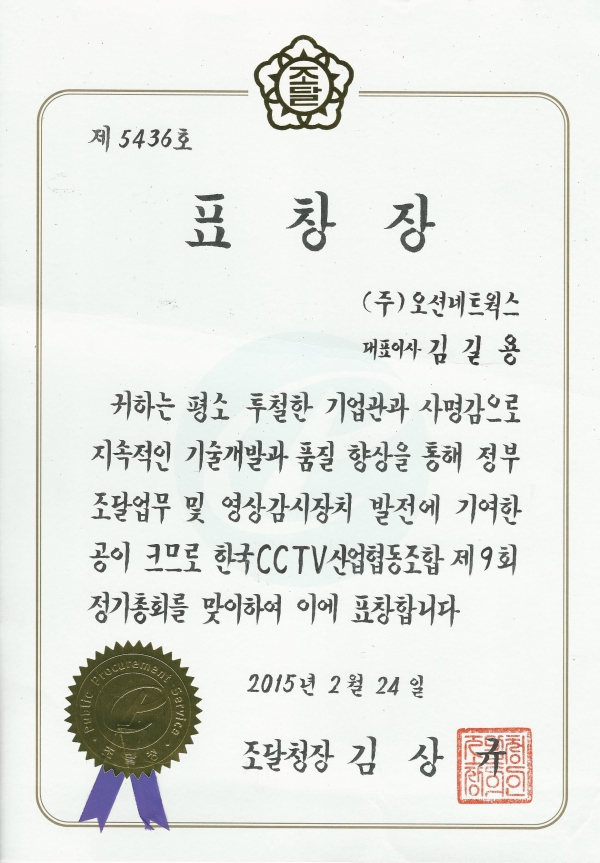 조달
제 5436호
표 창 장
(주)오션네트웍스
대표이사 김 길 용
귀하는 평소 투철한 기업관과 사명감으로
지속적인 기술개발과 품질 향상을 통해 정부
조달업무 및 영상감시장치 발전에 기여한
공이 크므로 한국CCTV산업협동조합 제9회
정기총회를 맞이하여 이에 표창합니다
2015년 2월 24일
Public Procurement Service
조달청
조달청장 김 상 규